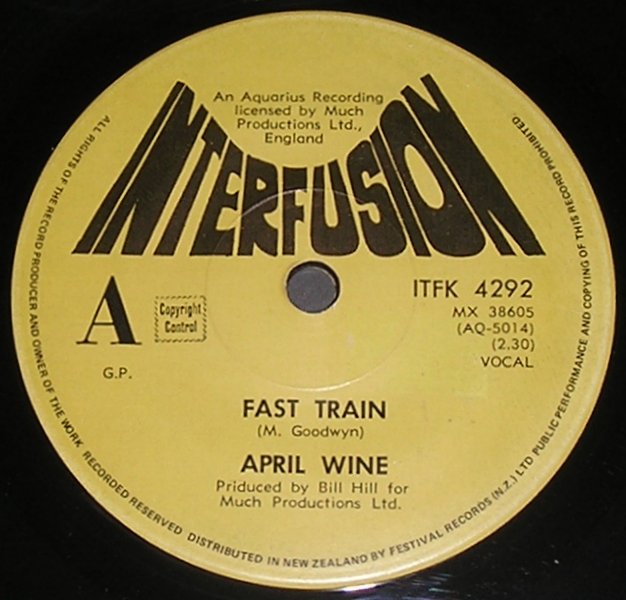 An Aquarius Recording
licensed by Much
Productions Ltd.,
England
INTERFUSION
A
Copyright
Control
G.P.
ITFK 4292
MX 38605
(AQ-5014)
(2.30)
VOCAL
FAST TRAIN
(M. Goodwyn)
APRIL WINE
Produced by Bill Hill for
Much Productions Ltd.
ALL RIGHTS OF THE RECORD PRODUCER AND OWNER OF THE WORK RECORDED RESERVED DISTRIBUTED IN NEW ZEALAND BY FESTIVAL RECORDS (N.Z.) LTD PUBLIC PERFORMANCE AND COPYING OF THIS RECORD PROHIBITED